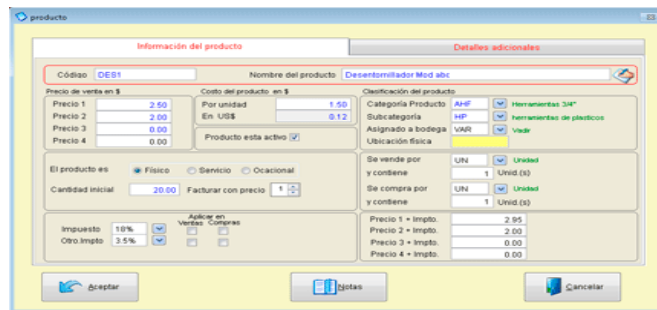 producto
Información del producto Detalles adicionales
Código DES1 Nombre del producto Desentornillador Mod abc
Precio de venta en $ Costo del producto en $ Clasificación del producto
Precio 1 2.50 Por unidad 1.50 Categoría Producto AHF Herramientas 3/4"
Precio 2 2.00 En US$ 0.12 Subcategoría HP herramientas de plasticos
Precio 3 0.00 Producto esta activo Asignado a bodega VAR Vadir
Precio 4 0.00 Ubicación física
El producto es Físico Servicio Ocacional Se vende por UN Unidad
y contiene 1 Unid.(s)
Cantidad inicial 20.00 Facturar con precio 1 Se compra por UN Unidad
y contiene 1 Unid.(s)
Aplicar en
Ventas Compras
Impuesto 18% Precio 1 + Impto. 2.95
Otro.Impto 3.5% Precio 2 + Impto. 2.00
Precio 3 + Impto. 0.00
Precio 4 + Impto. 0.00
Aceptar Notas Cancelar